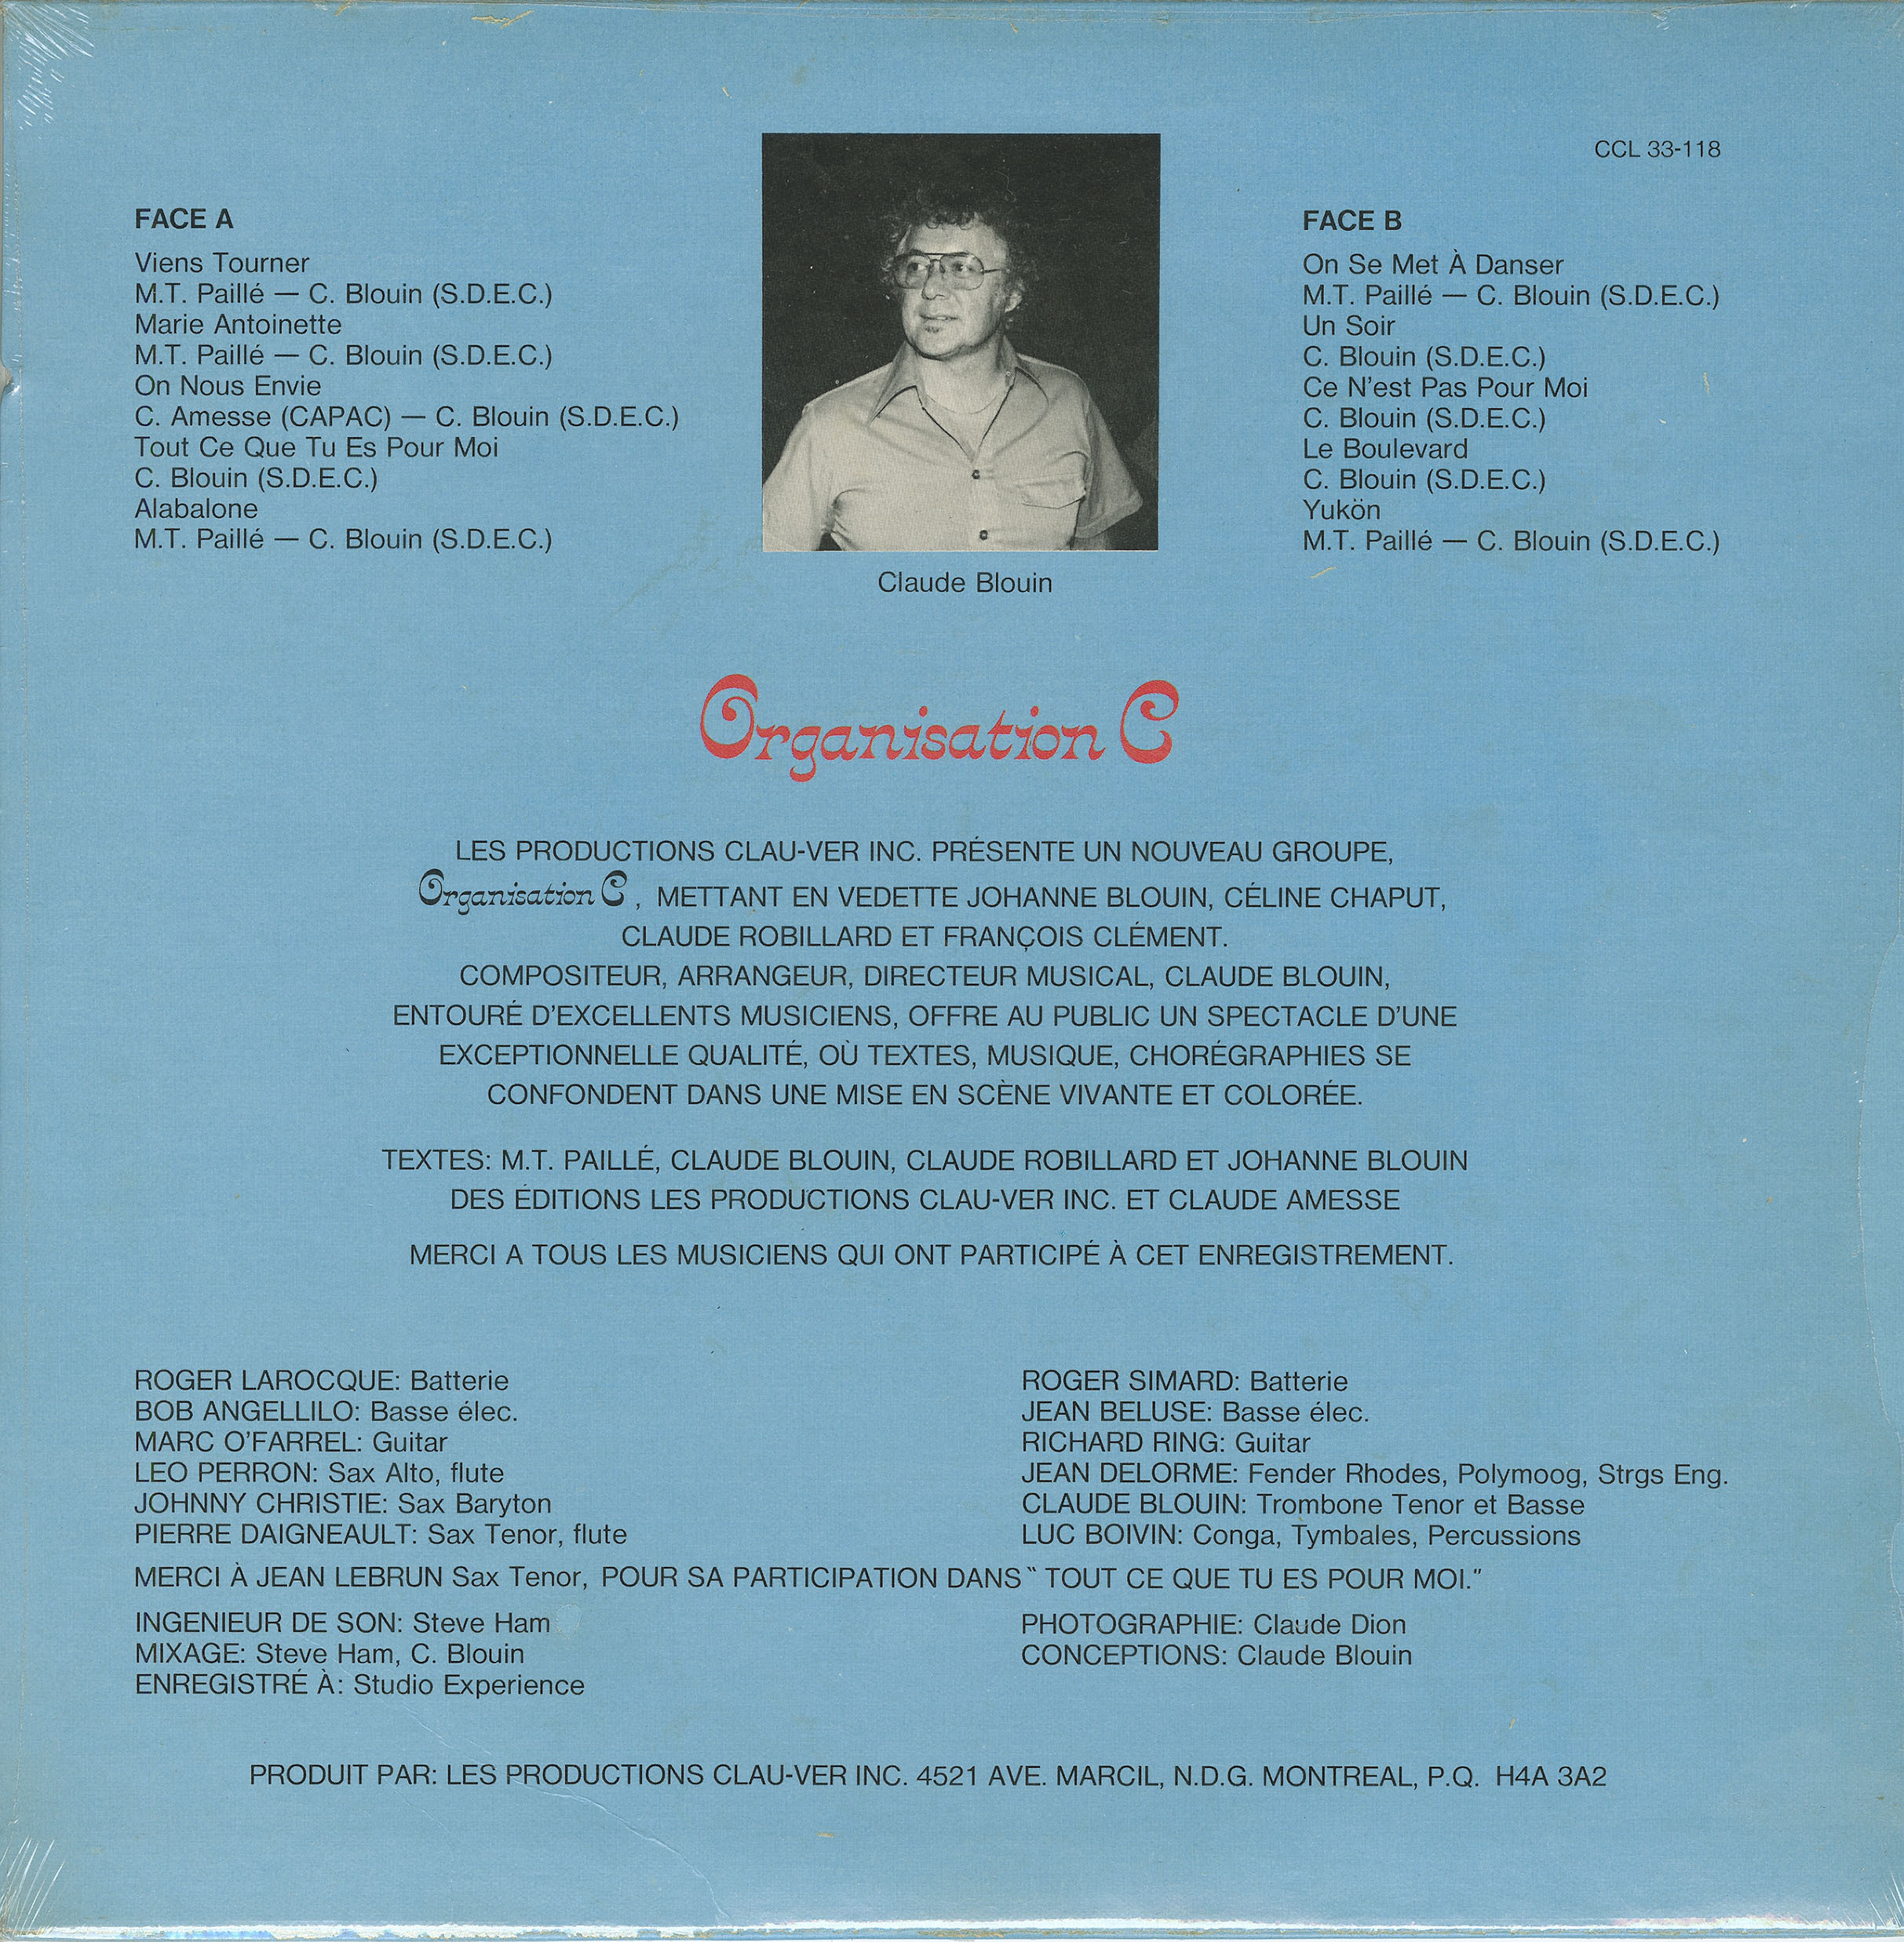 CCL 33-118
FACE A
Viens Tourner
M.T. Paillé — C. Blouin (S.D.E.C.)
Marie Antoinette
M.T. Paillé — C. Blouin (S.D.E.C.)
On Nous Envie
C. Amesse (CAPAC) — C. Blouin (S.D.E.C.)
Tout Ce Que Tu Es Pour Moi
C. Blouin (S.D.E.C.)
Alabalone
M.T. Paillé — C. Blouin (S.D.E.C.)
Claude Blouin
FACE B
On Se Met À Danser
M.T. Paillé — C. Blouin (S.D.E.C.)
Un Soir
C. Blouin (S.D.E.C.)
Ce N'est Pas Pour Moi
C. Blouin (S.D.E.C.)
Le Boulevard
C. Blouin (S.D.E.C.)
Yukön
M.T. Paillé — C. Blouin (S.D.E.C.)
Organisation C
LES PRODUCTIONS CLAU-VER INC. PRÉSENTE UN NOUVEAU GROUPE,
Organisation C, METTANT EN VEDETTE JOHANNE BLOUIN, CÉLINE CHAPUT,
CLAUDE ROBILLARD ET FRANÇOIS CLÉMENT.
COMPOSITEUR, ARRANGEUR, DIRECTEUR MUSICAL, CLAUDE BLOUIN,
ENTOURÉ D'EXCELLENTS MUSICIENS, OFFRE AU PUBLIC UN SPECTACLE D'UNE
EXCEPTIONNELLE QUALITÉ, OÙ TEXTES, MUSIQUE, CHORÉGRAPHIES SE
CONFONDENT DANS UNE MISE EN SCÈNE VIVANTE ET COLORÉE.
TEXTES: M.T. PAILLÉ, CLAUDE BLOUIN, CLAUDE ROBILLARD ET JOHANNE BLOUIN
DES ÉDITIONS LES PRODUCTIONS CLAU-VER INC. ET CLAUDE AMESSE
MERCI A TOUS LES MUSICIENS QUI ONT PARTICIPÉ À CET ENREGISTREMENT.
ROGER LAROCQUE: Batterie
BOB ANGELLILO: Basse élec.
MARC O'FARREL: Guitar
LEO PERRON: Sax Alto, flute
JOHNNY CHRISTIE: Sax Baryton
PIERRE DAIGNEAULT: Sax Tenor, flute
ROGER SIMARD: Batterie
JEAN BELUSE: Basse élec.
RICHARD RING: Guitar
JEAN DELORME: Fender Rhodes, Polymoog, Strgs Eng.
CLAUDE BLOUIN: Trombone Tenor et Basse
LUC BOIVIN: Conga, Tymbales, Percussions
MERCI À JEAN LEBRUN Sax Tenor, POUR SA PARTICIPATION DANS " TOUT CE QUE TU ES POUR MOI."
INGENIEUR DE SON: Steve Ham
MIXAGE: Steve Ham, C. Blouin
ENREGISTRÉ À: Studio Experience
PHOTOGRAPHIE: Claude Dion
CONCEPTIONS: Claude Blouin
PRODUIT PAR: LES PRODUCTIONS CLAU-VER INC. 4521 AVE. MARCIL, N.D.G. MONTREAL, P.Q. H4A 3A2